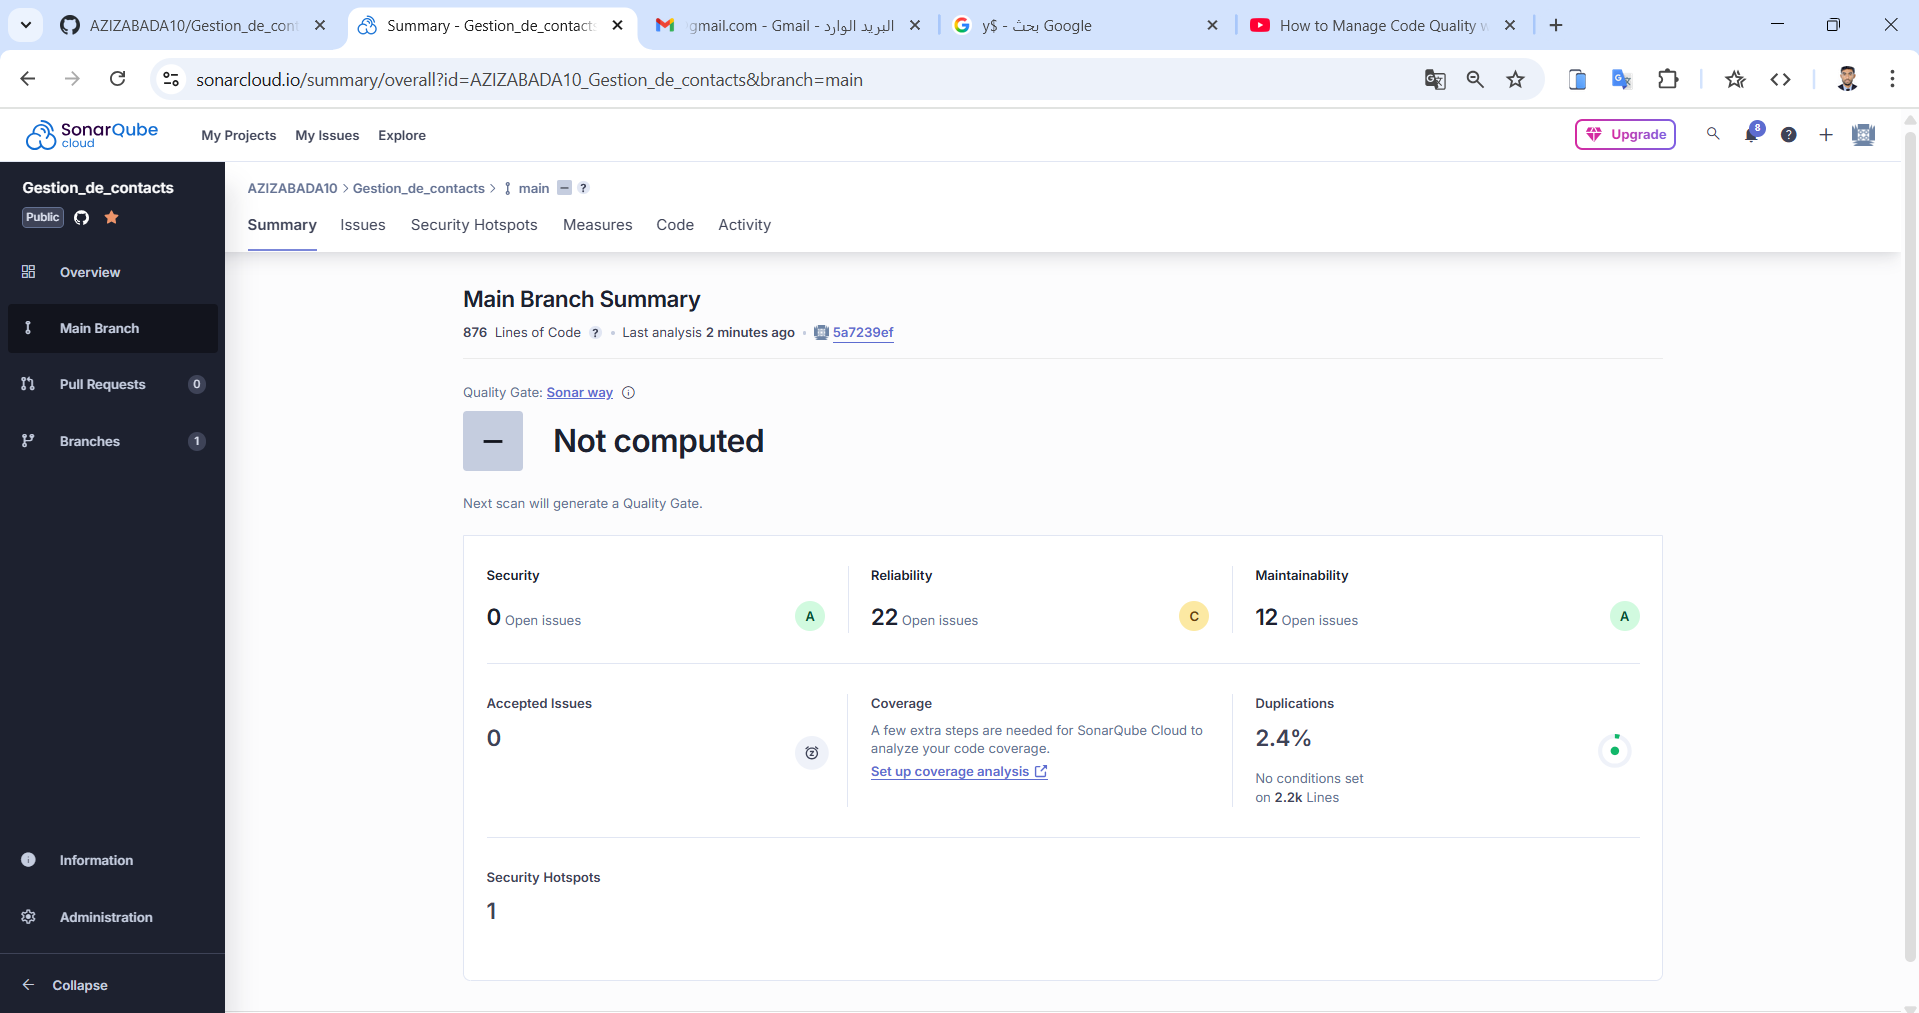 AZIZABADA10/Gestion_de_cont
Summary - Gestion_de_contacts
gmail.com - Gmail - البريد الوارد
y$ - بحث Google
How to Manage Code Quality w
sonarcloud.io/summary/overall?id=AZIZABADA10_Gestion_de_contacts&branch=main
SonarQube cloud
My Projects
My Issues
Explore
Upgrade
8
Gestion_de_contacts
Public
AZIZABADA10 > Gestion_de_contacts > main
Summary
Issues
Security Hotspots
Measures
Code
Activity
Overview
Main Branch
Pull Requests 0
Branches 1
Information
Administration
Collapse
Main Branch Summary
876 Lines of Code ? • Last analysis 2 minutes ago • 5a7239ef
Quality Gate: Sonar way
Not computed
Next scan will generate a Quality Gate.
Security
0 Open issues
A
Reliability
22 Open issues
C
Maintainability
12 Open issues
A
Accepted Issues
0
Coverage
A few extra steps are needed for SonarQube Cloud to
analyze your code coverage.
Set up coverage analysis
Duplications
2.4%
No conditions set
on 2.2k Lines
Security Hotspots
1